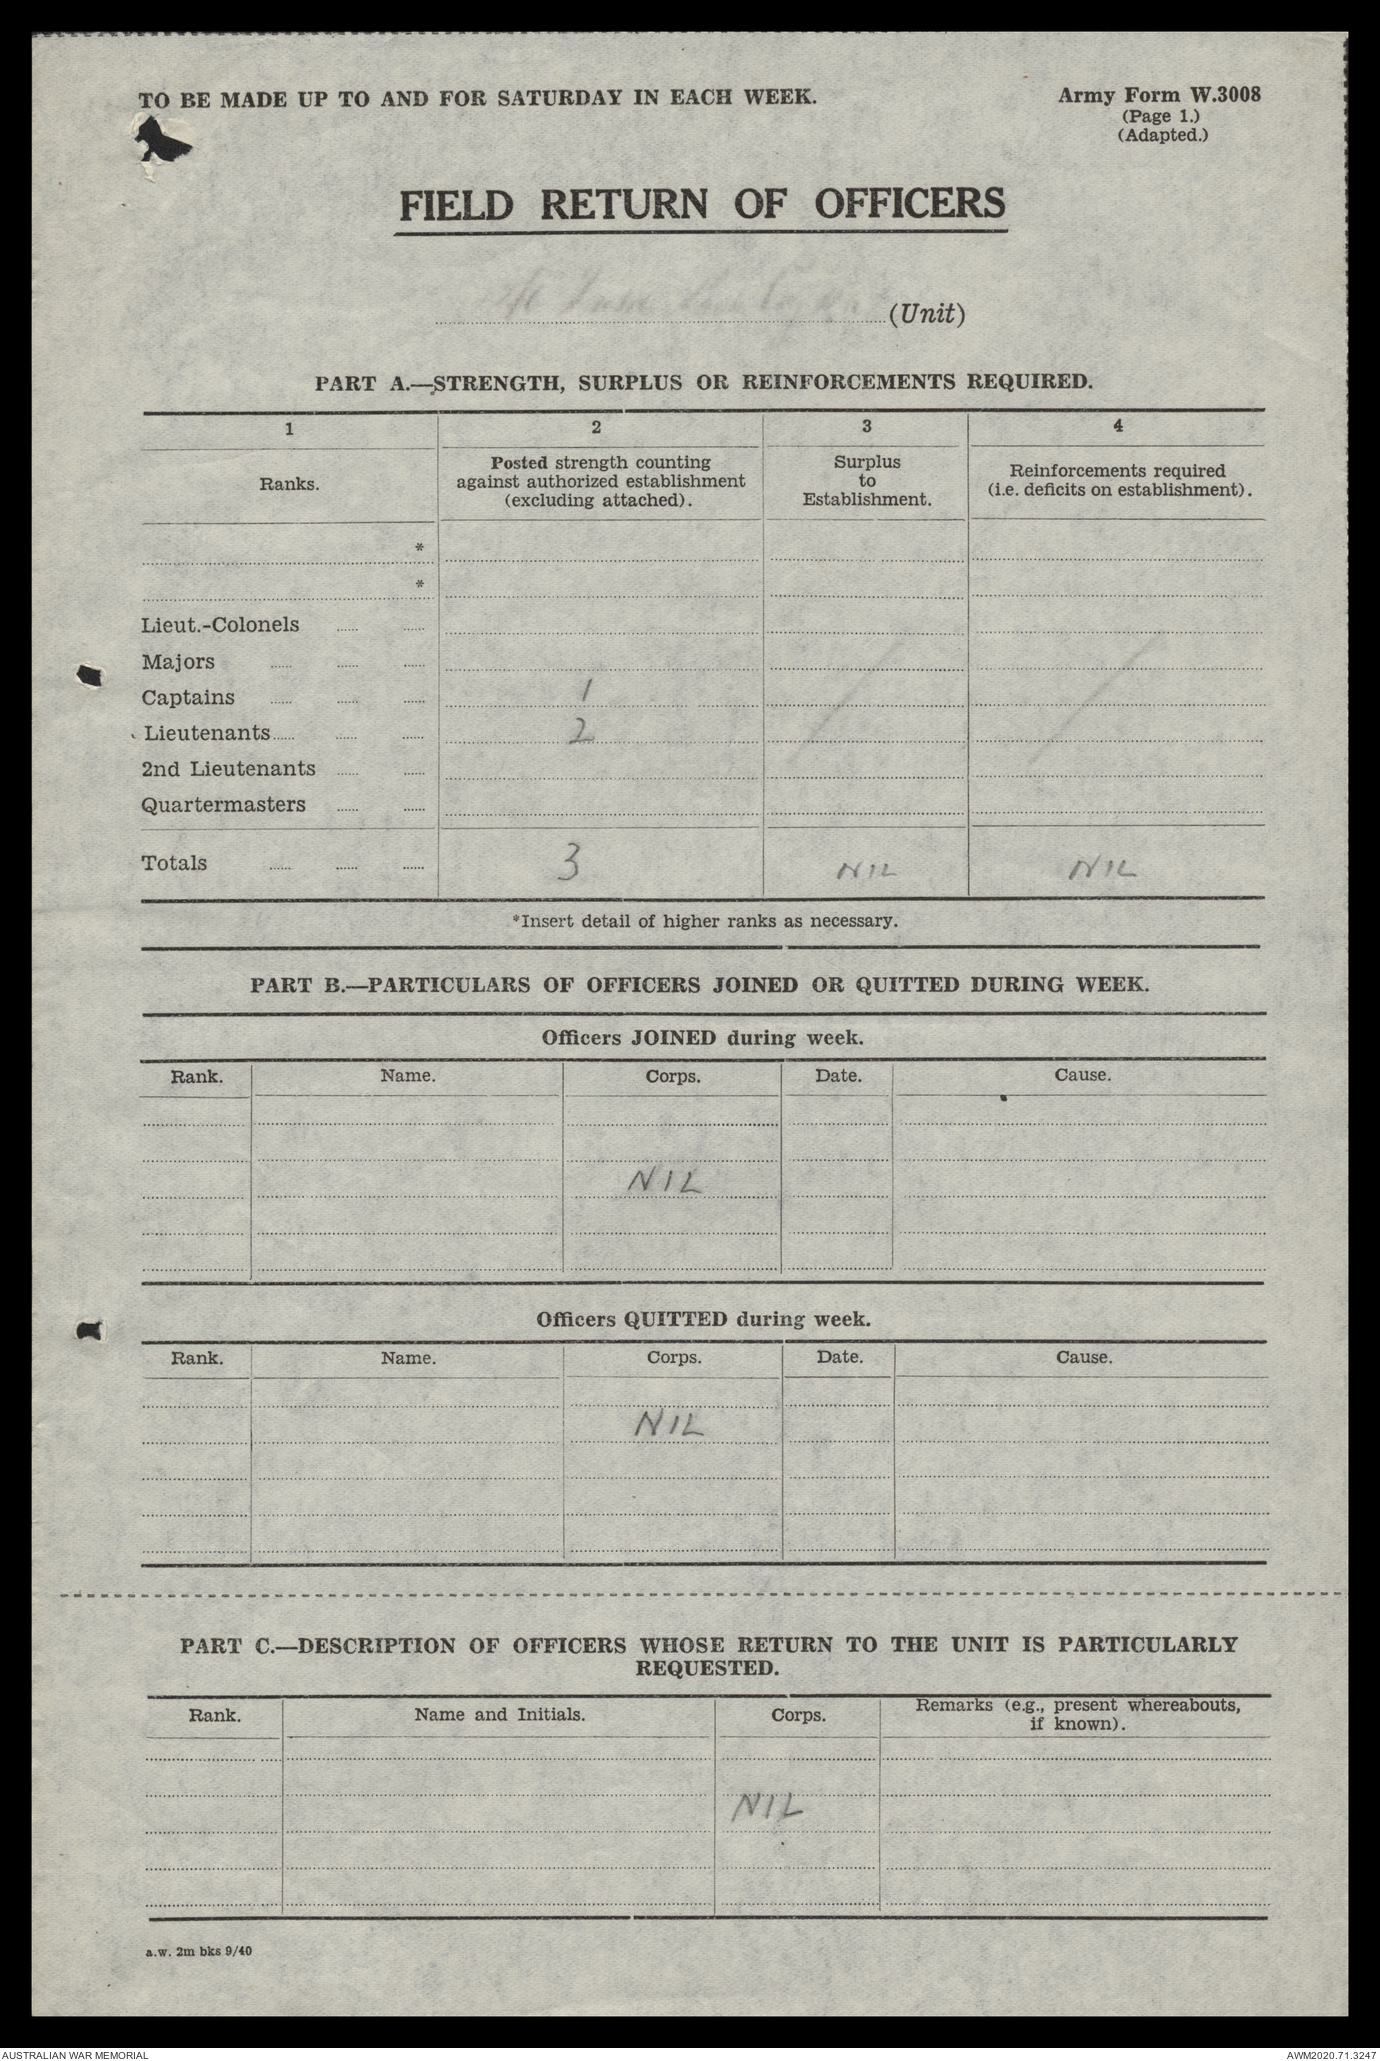 TO BE MADE UP TO AND FOR SATURDAY IN EACH WEEK.
Army Form W.3008
(Page 1.)
(Adapted.)
FIELD RETURN OF OFFICERS
(Unit)
PART A.—STRENGTH, SURPLUS OR REINFORCEMENTS REQUIRED.
1 2 3 4
Ranks.
Posted strength counting
against authorized establishment
(excluding attached).
Surplus
to
Establishment.
Reinforcements required
(i.e. deficits on establishment).
*
*
Lieut.-Colonels
Majors
Captains 1
Lieutenants 2
2nd Lieutenants
Quartermasters
Totals 3 NIL NIL
*Insert detail of higher ranks as necessary.
PART B.—PARTICULARS OF OFFICERS JOINED OR QUITTED DURING WEEK.
Officers JOINED during week.
Rank. Name. Corps. Date. Cause.
NIL
Officers QUITTED during week.
Rank. Name. Corps. Date. Cause.
NIL
PART C.—DESCRIPTION OF OFFICERS WHOSE RETURN TO THE UNIT IS PARTICULARLY
REQUESTED.
Rank. Name and Initials. Corps. Remarks (e.g., present whereabouts,
if known).
NIL
a.w. 2m bks 9/40
AUSTRALIAN WAR MEMORIAL
AWM2020.71.3247